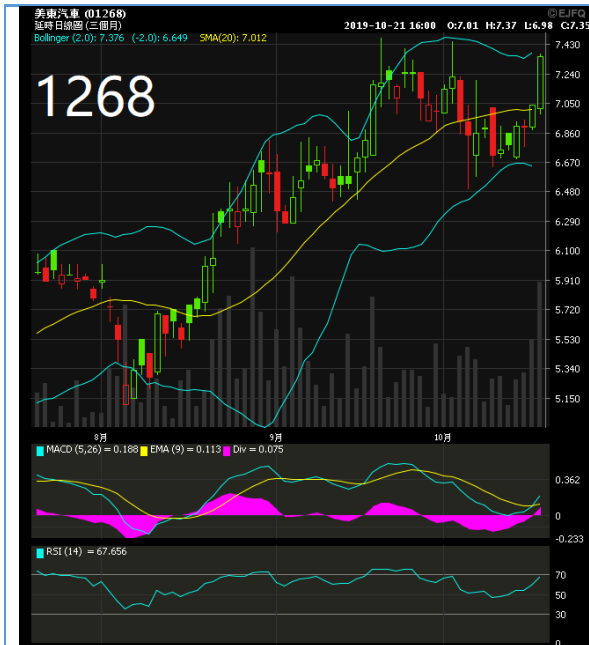 美東汽車 (01268)
©EJFQ
延時日線圖 (三個月)
2019-10-21 16:00 O:7.01 H:7.37 L:6.98 C:7.35
Bollinger (2.0): 7.376 (-2.0): 6.649 SMA(20): 7.012
1268
7.430
7.240
7.050
6.860
6.670
6.480
6.290
6.100
5.910
5.720
5.530
5.340
5.150
8月 9月 10月
MACD (5,26) = 0.188 EMA (9) = 0.113 Div = 0.075
0.362
0
-0.233
RSI (14) = 67.656
70
50
30
0